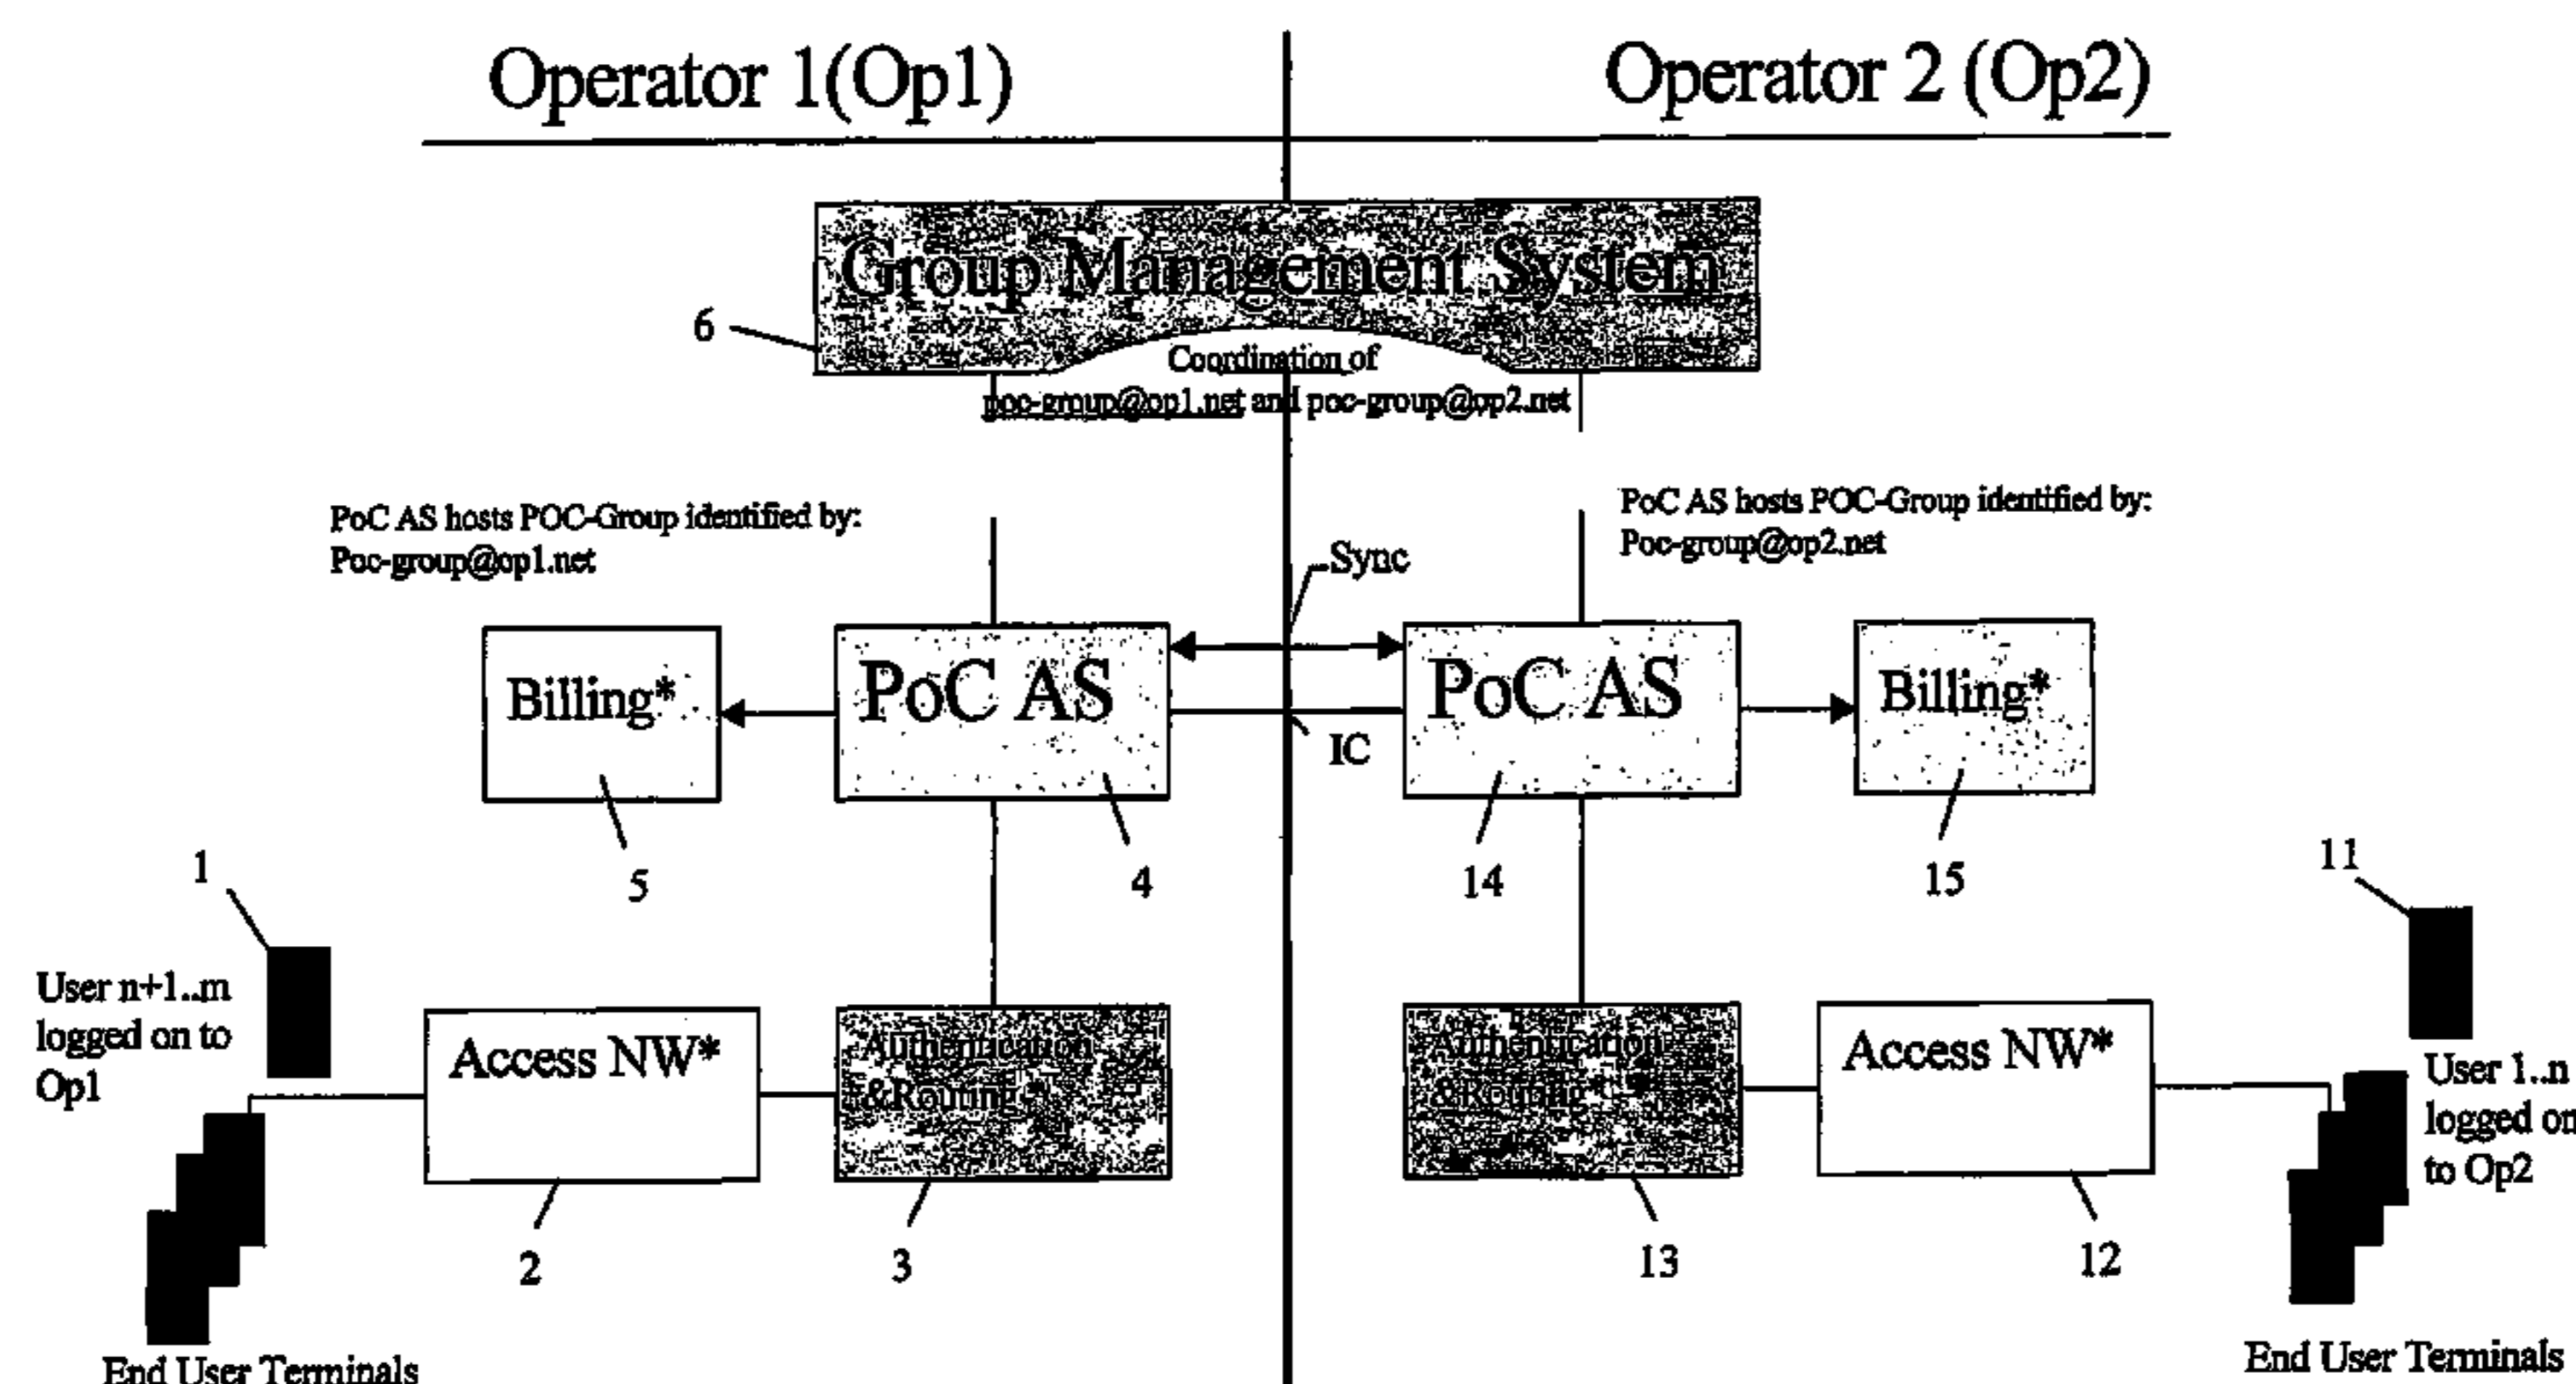 Operator 1(Op1)
Operator 2 (Op2)
Group Management System
6
Coordination of
poc-group@op1.net and poc-group@op2.net
PoC AS hosts POC-Group identified by:
Poc-group@op1.net
PoC AS hosts POC-Group identified by:
Poc-group@op2.net
Sync
Billing*
PoC AS
PoC AS
Billing*
IC
5
4
14
15
1
11
User n+1..m
logged on to
Op1
Access NW*
Authentication
&Routing*
Authentication
&Routing*
Access NW*
User 1..n
logged on
to Op2
2
3
13
12
End User Terminals
End User Terminals